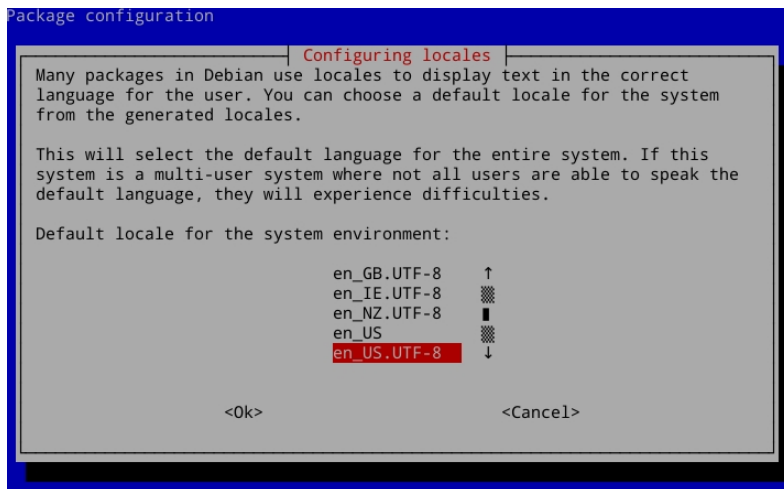 Package configuration
Configuring locales
Many packages in Debian use locales to display text in the correct
language for the user. You can choose a default locale for the system
from the generated locales.
This will select the default language for the entire system. If this
system is a multi-user system where not all users are able to speak the
default language, they will experience difficulties.
Default locale for the system environment:
en_GB.UTF-8 ↑
en_IE.UTF-8
en_NZ.UTF-8
en_US
en_US.UTF-8 ↓
<Ok> <Cancel>